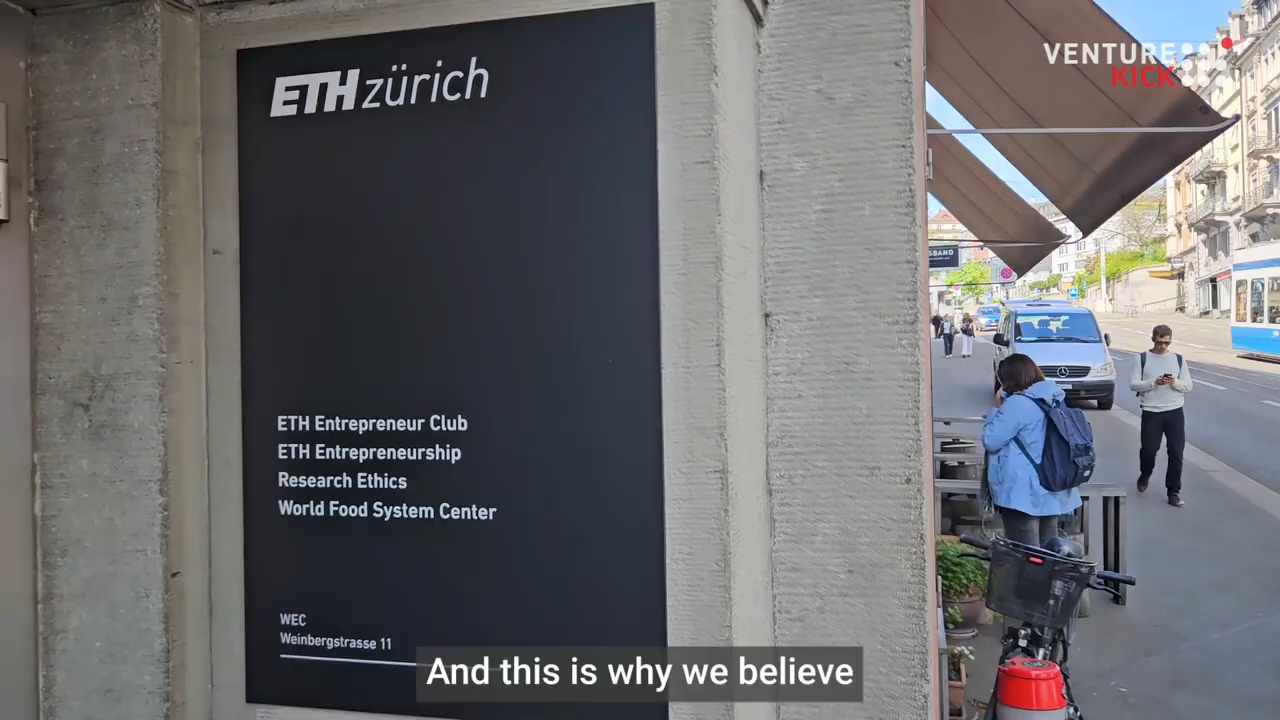 ETH zürich
VENTURE
KICK
ETH Entrepreneur Club
ETH Entrepreneurship
Research Ethics
World Food System Center
WEC
Weinbergstrasse 11
And this is why we believe